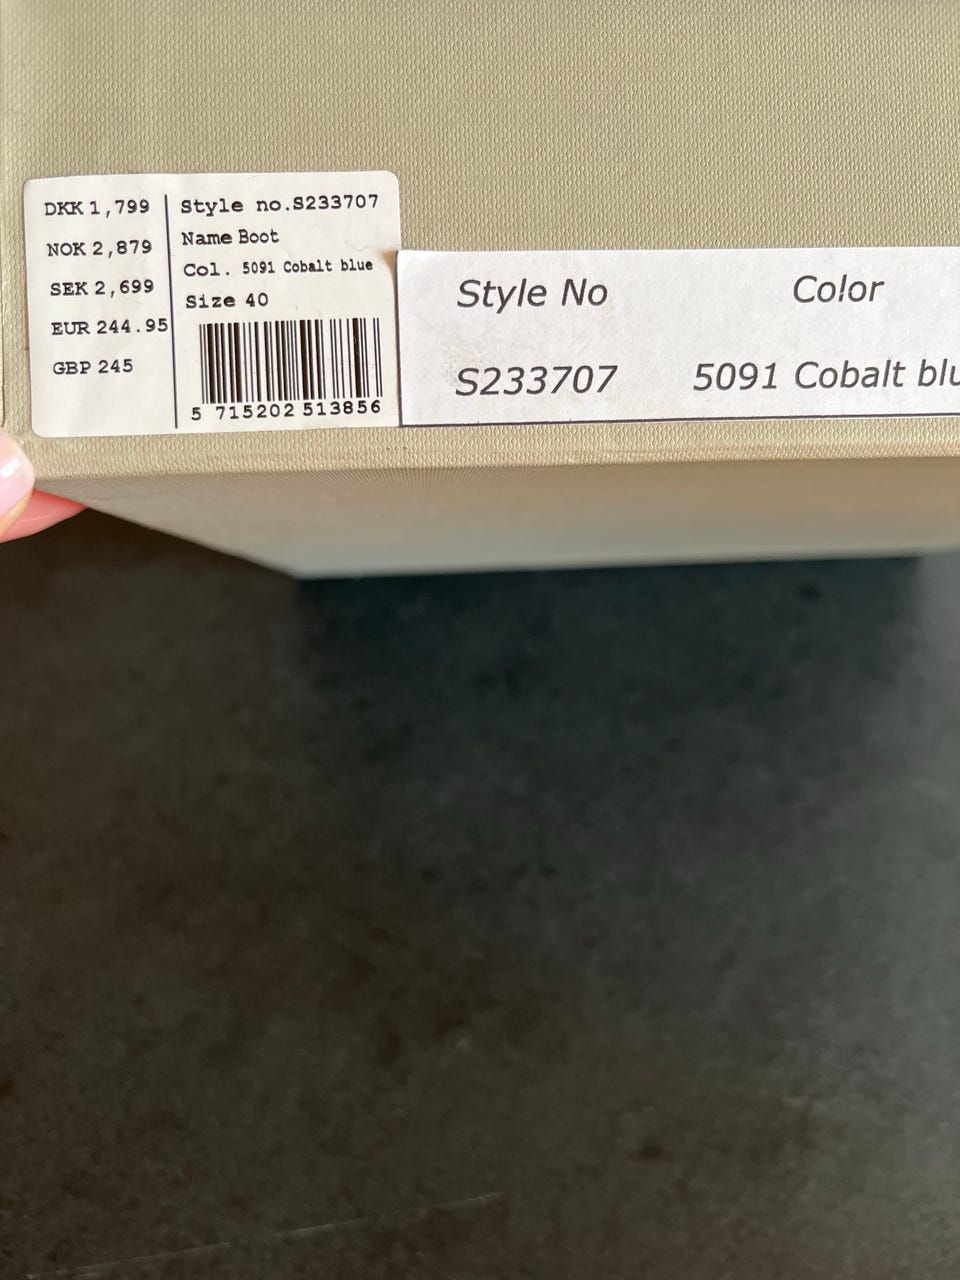 DKK 1,799
NOK 2,879
SEK 2,699
EUR 244.95
GBP 245
Style no.S233707
Name Boot
Col. 5091 Cobalt blue
Size 40
5 715202 513856
Style No Color
S233707 5091 Cobalt blu